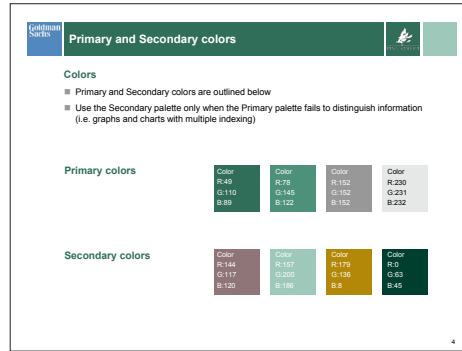 Goldman
Sachs
Primary and Secondary colors
Colors
Primary and Secondary colors are outlined below
Use the Secondary palette only when the Primary palette fails to distinguish information
(i.e. graphs and charts with multiple indexing)
Primary colors
Color
R:49
G:110
B:89
Color
R:78
G:145
B:122
Color
R:152
G:152
B:152
Color
R:230
G:231
B:232
Secondary colors
Color
R:144
G:117
B:120
Color
R:157
G:200
B:186
Color
R:179
G:136
B:8
Color
R:0
G:63
B:45
4